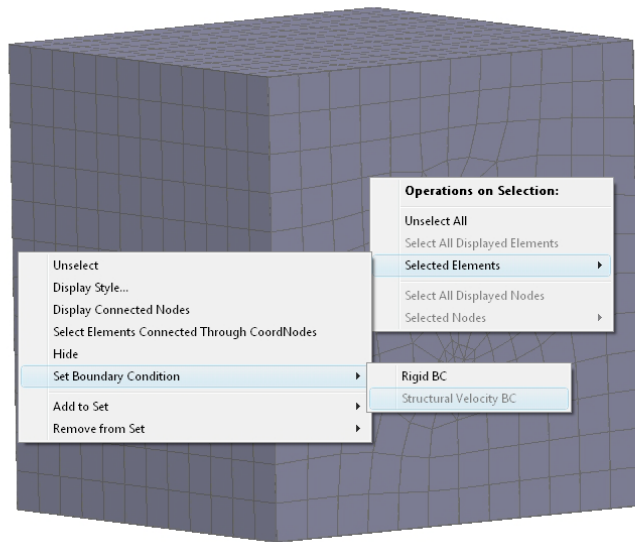 Operations on Selection:
Unselect All
Select All Displayed Elements
Selected Elements
Select All Displayed Nodes
Selected Nodes
Unselect
Display Style...
Display Connected Nodes
Select Elements Connected Through CoordNodes
Hide
Set Boundary Condition
Add to Set
Remove from Set
Rigid BC
Structural Velocity BC